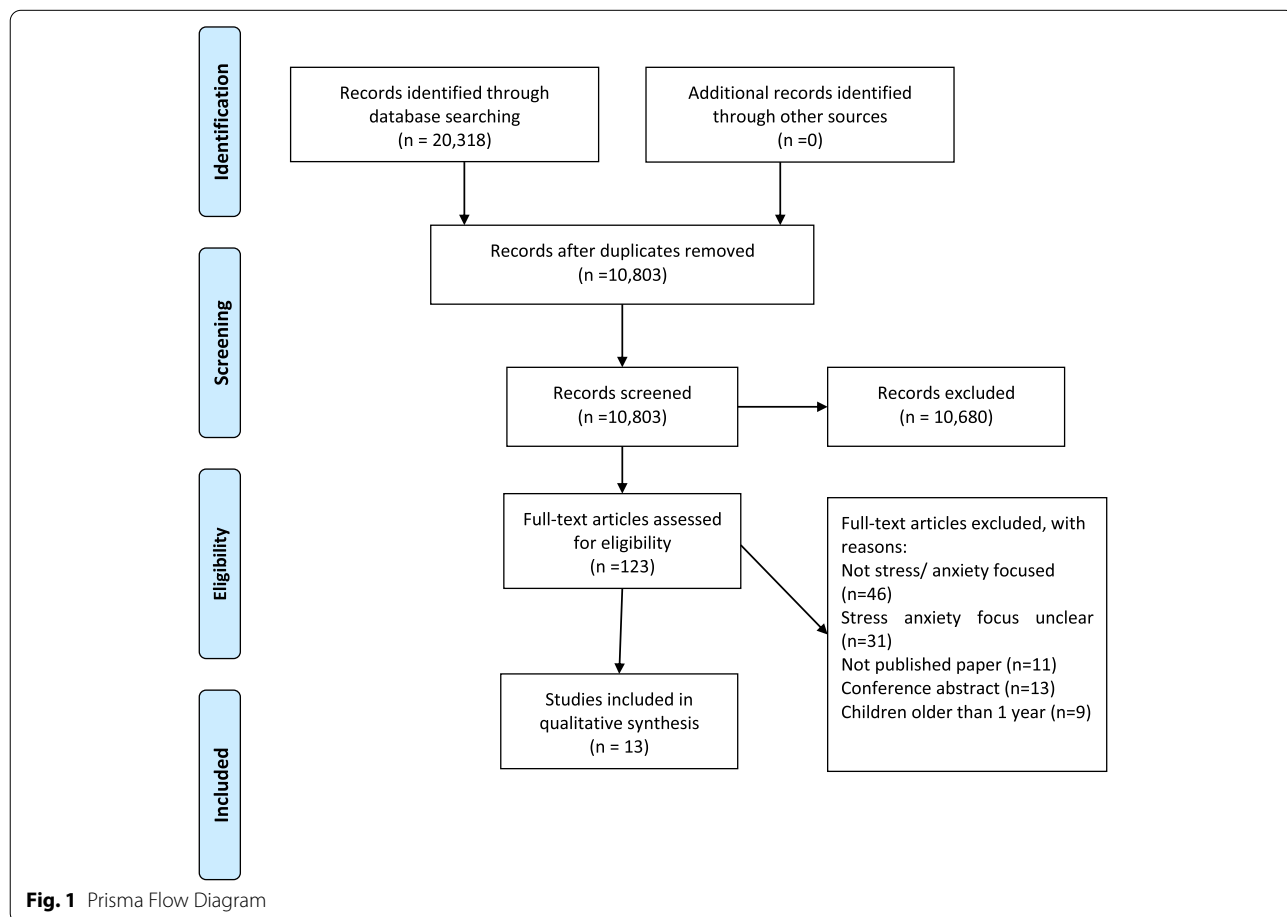 Identification
Records identified through
database searching
(n = 20,318)
Additional records identified
through other sources
(n =0)
Screening
Records after duplicates removed
(n =10,803)
Records screened
(n =10,803)
Records excluded
(n = 10,680)
Eligibility
Full-text articles assessed
for eligibility
(n =123)
Full-text articles excluded, with
reasons:
Not stress/ anxiety focused
(n=46)
Stress anxiety focus unclear
(n=31)
Not published paper (n=11)
Conference abstract (n=13)
Children older than 1 year (n=9)
Included
Studies included in
qualitative synthesis
(n = 13)
Fig. 1 Prisma Flow Diagram